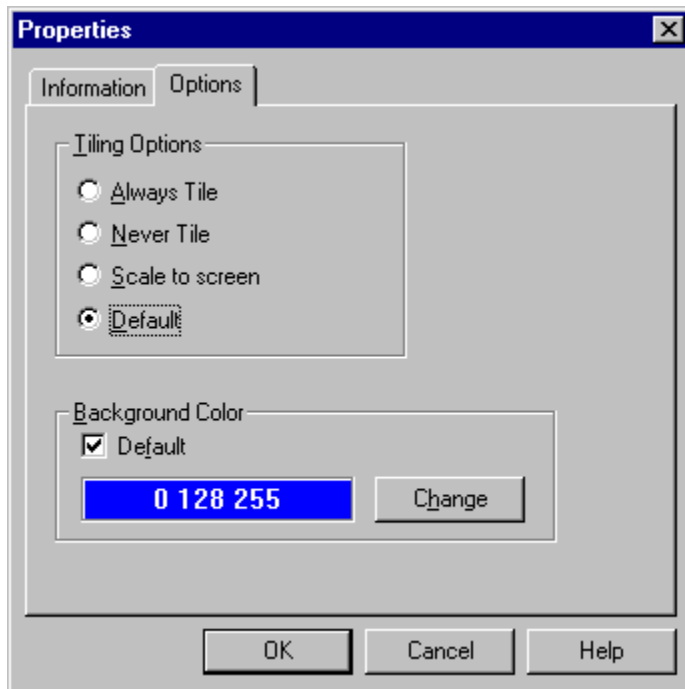 Properties
Information Options
Tiling Options
Always Tile
Never Tile
Scale to screen
Default
Background Color
Default
0 128 255 Change
OK Cancel Help